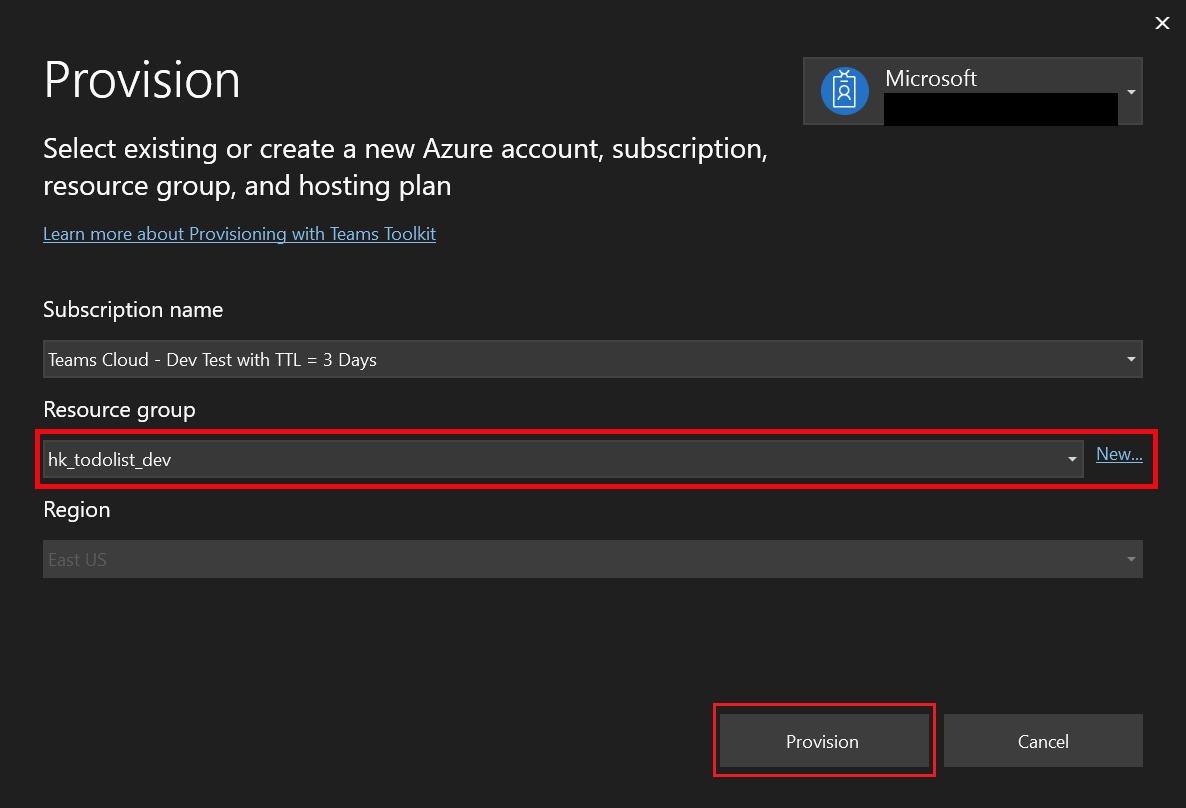 Provision
Microsoft
Select existing or create a new Azure account, subscription,
resource group, and hosting plan
Learn more about Provisioning with Teams Toolkit
Subscription name
Teams Cloud - Dev Test with TTL = 3 Days
Resource group
hk_todolist_dev
New...
Region
East US
Provision
Cancel